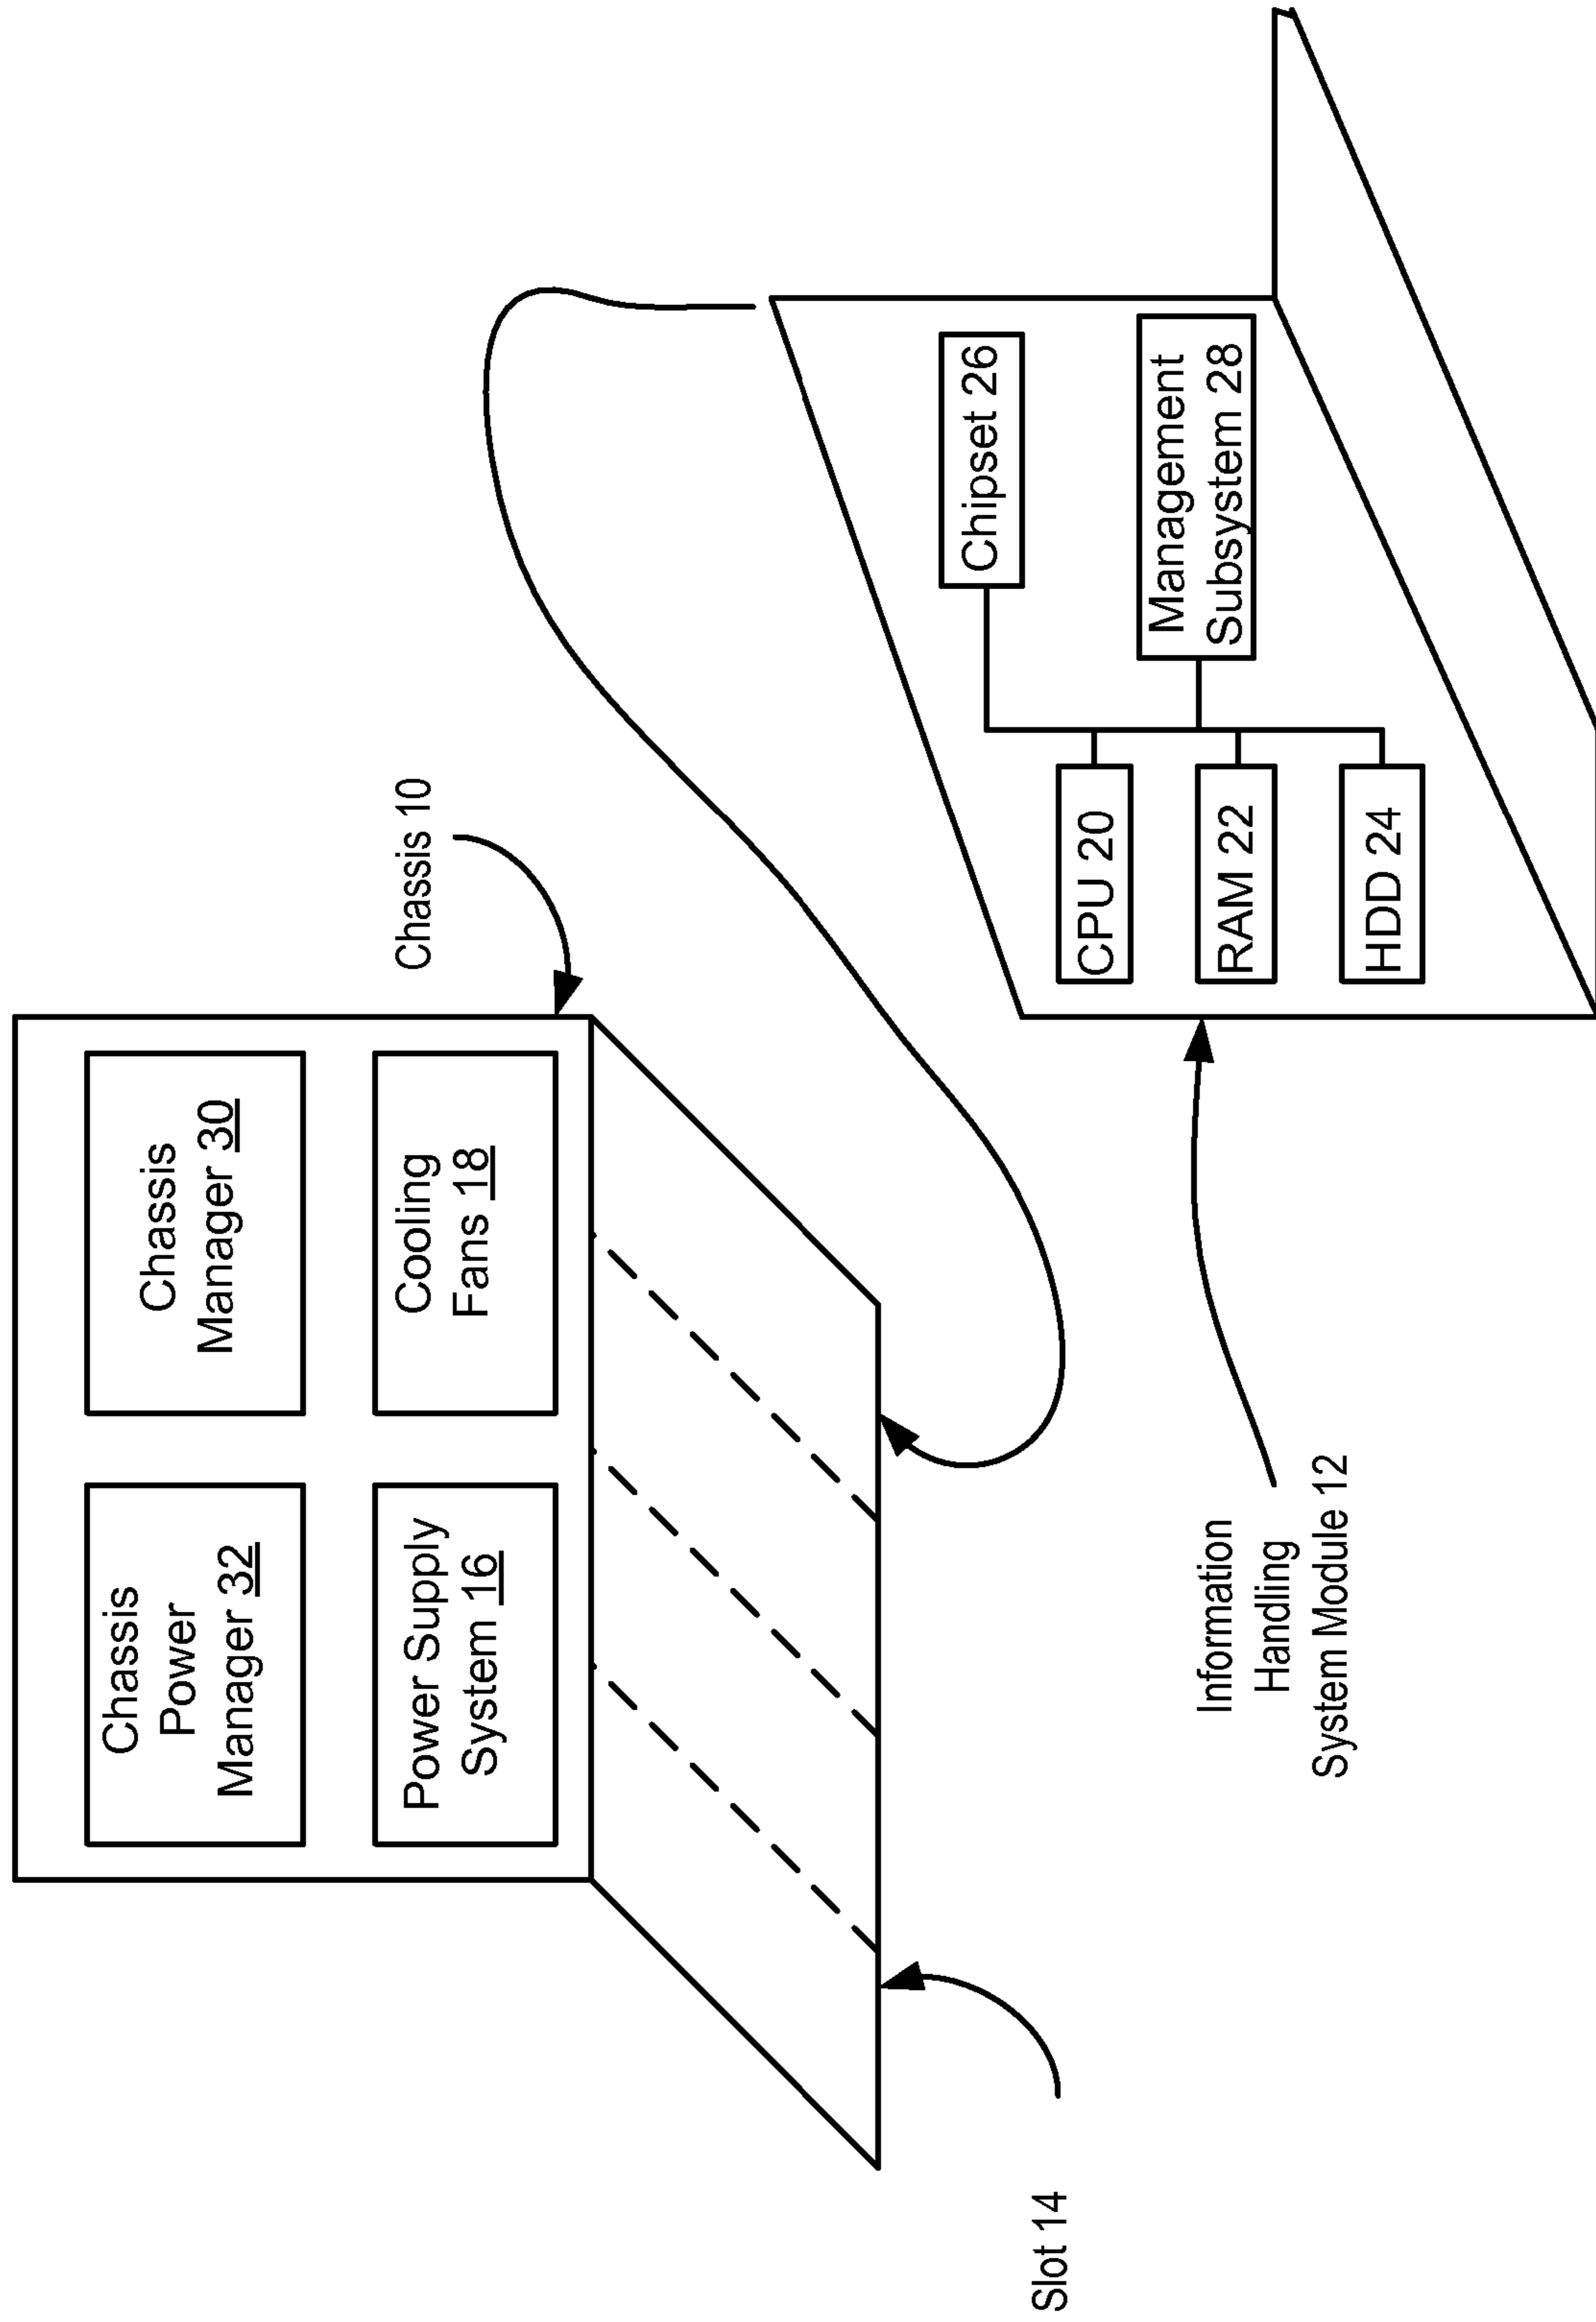 Chassis
Power
Manager 32
Chassis
Manager 30
Power Supply
System 16
Cooling
Fans 18
Chassis 10
Slot 14
Information
Handling
System Module 12
CPU 20
RAM 22
HDD 24
Chipset 26
Management
Subsystem 28